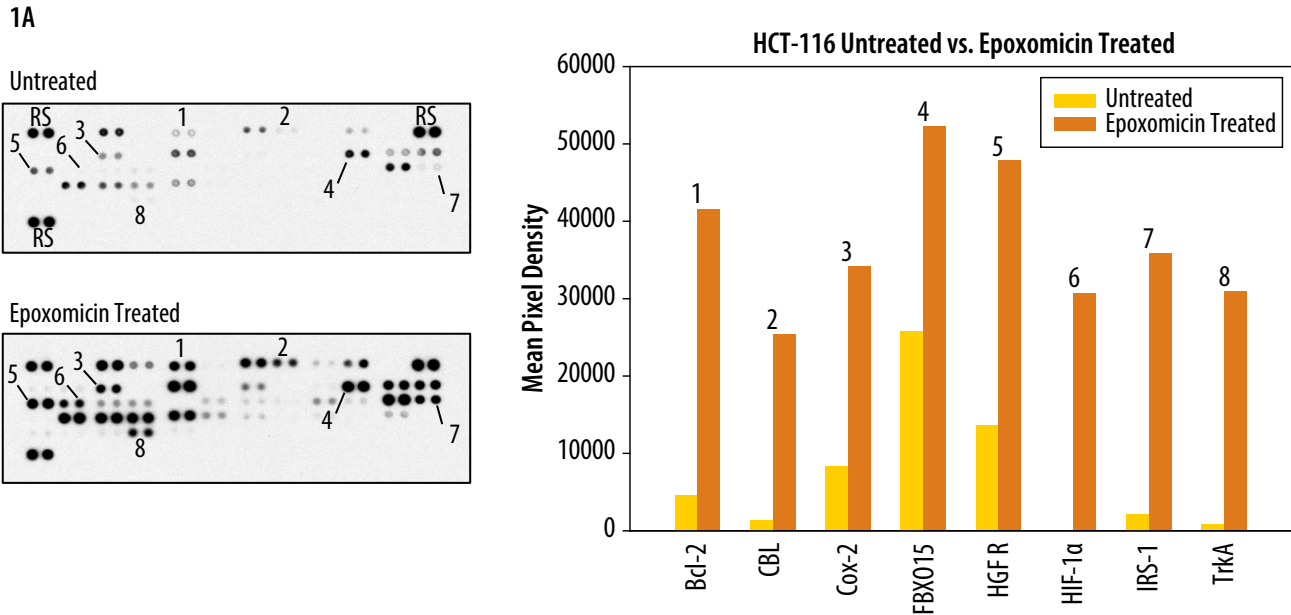 1A
Untreated
RS
1
2
RS
3
5
6
4
7
8
RS
Epoxomicin Treated
1
2
3
5
6
4
7
8
HCT-116 Untreated vs. Epoxomicin Treated
Untreated
Epoxomicin Treated
Mean Pixel Density
60000
50000
40000
30000
20000
10000
0
1
2
3
4
5
6
7
8
Bcl-2
CBL
Cox-2
FBXO15
HGF R
HIF-1α
IRS-1
TrkA